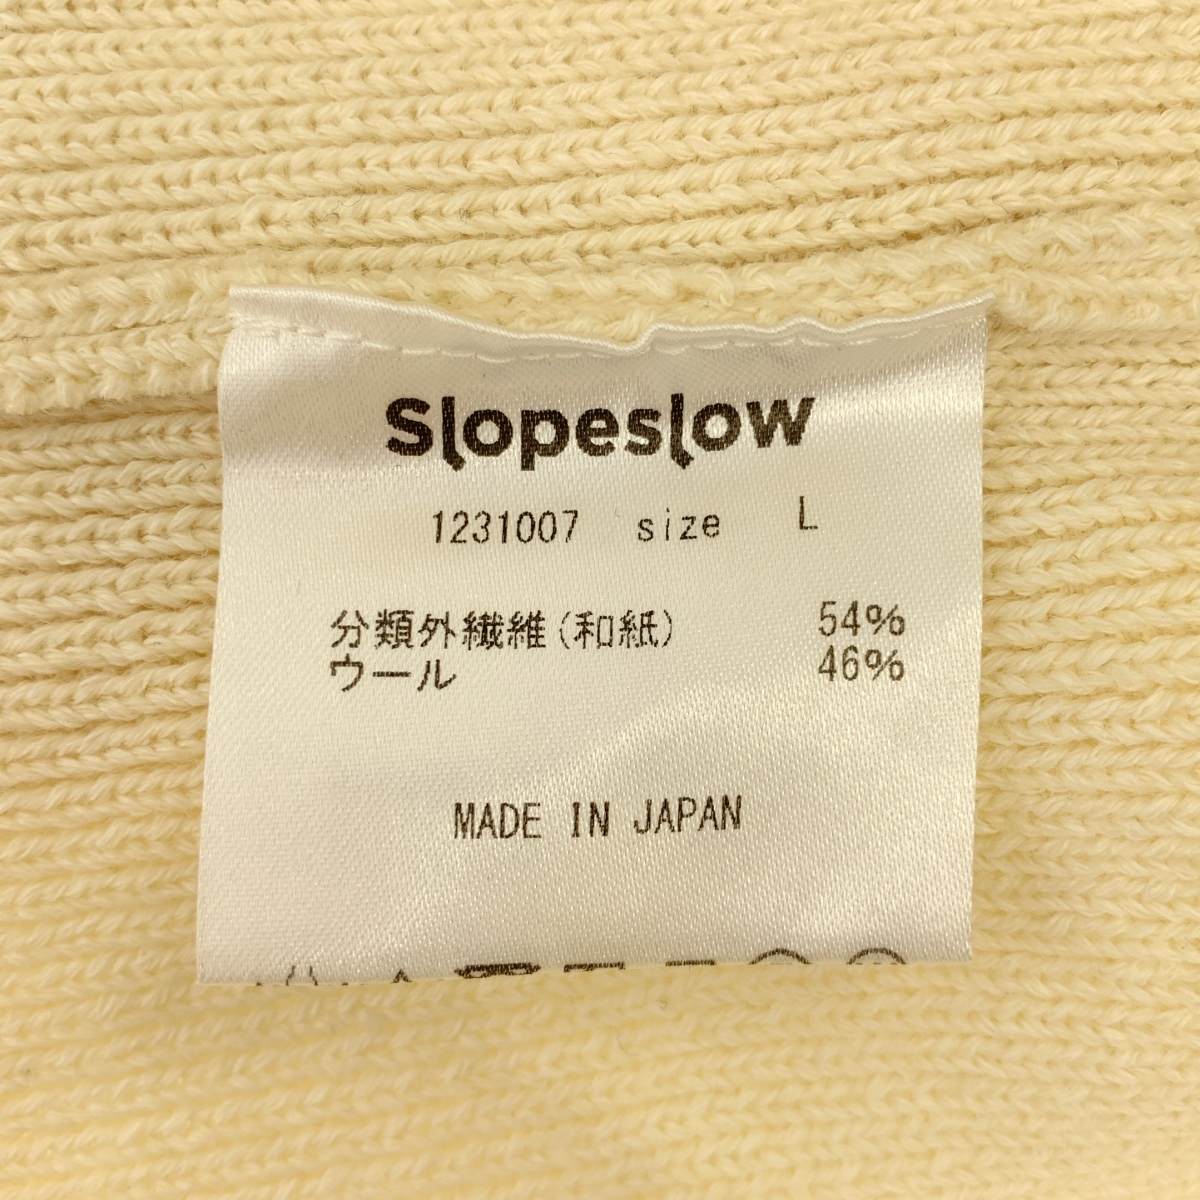 Slopeslow
1231007 size L
分類外繊維(和紙) 54%
ウール 46%
MADE IN JAPAN